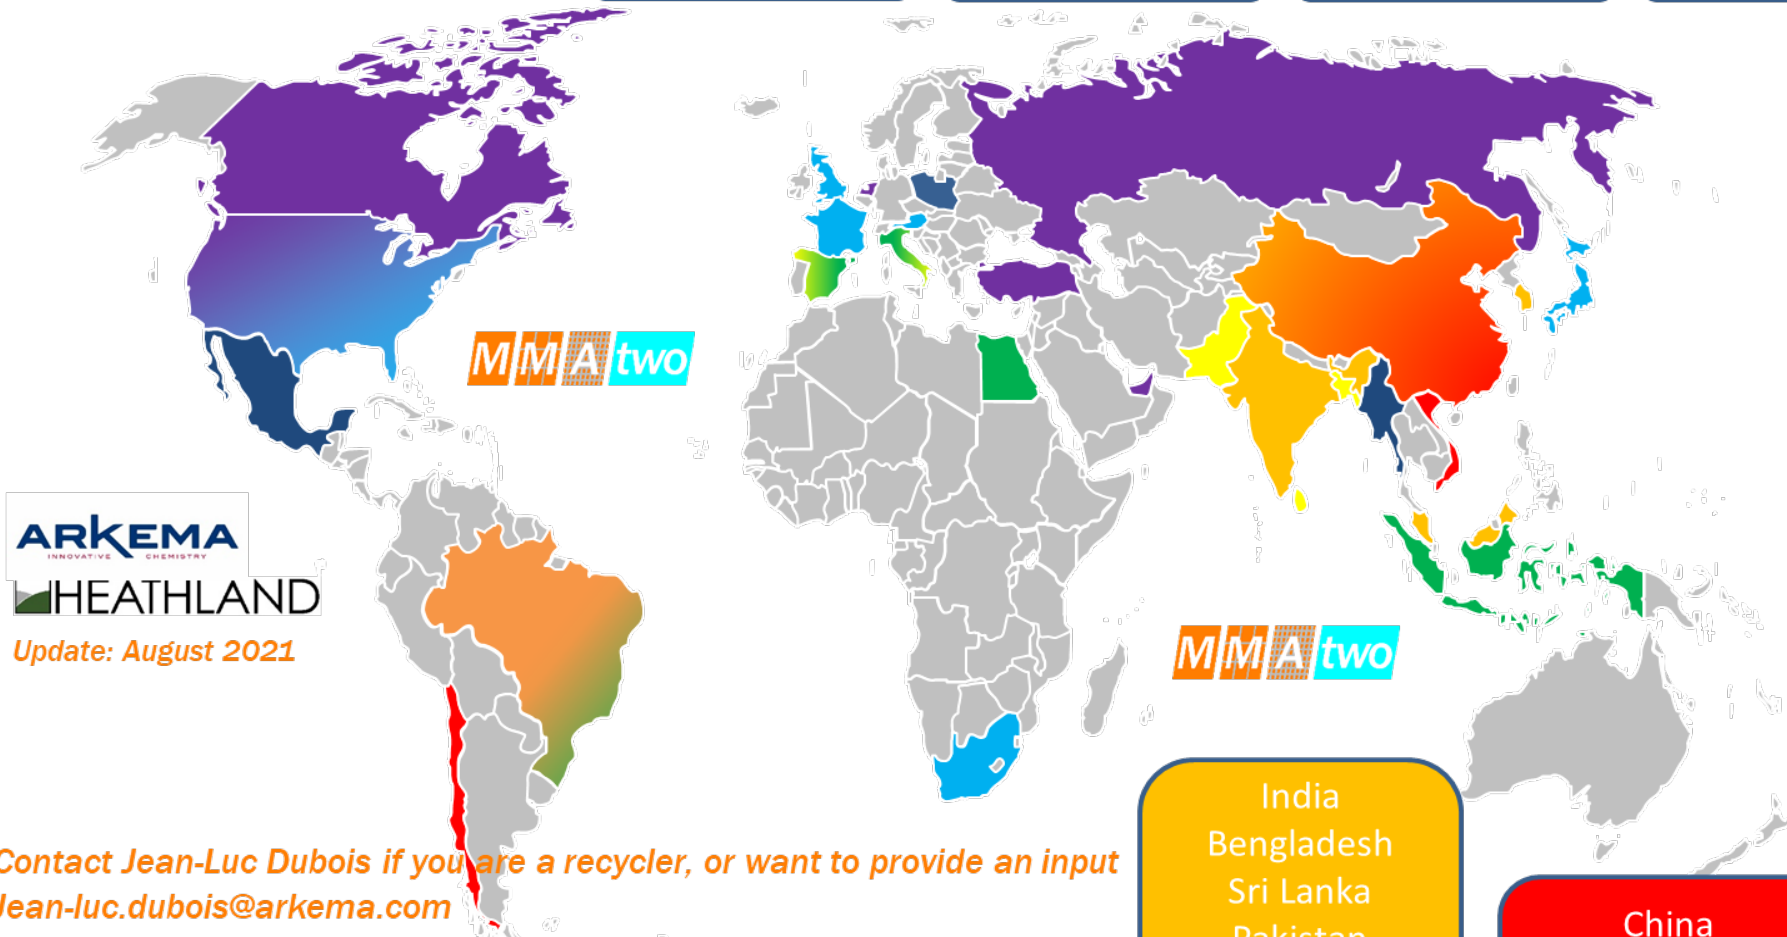 MMAtwo
ARKEMA
INNOVATIVE CHEMISTRY
HEATHLAND
Update: August 2021
MMAtwo
Contact Jean-Luc Dubois if you are a recycler, or want to provide an input
Jean-luc.dubois@arkema.com
India
Bengladesh
Sri Lanka
Pakistan
China